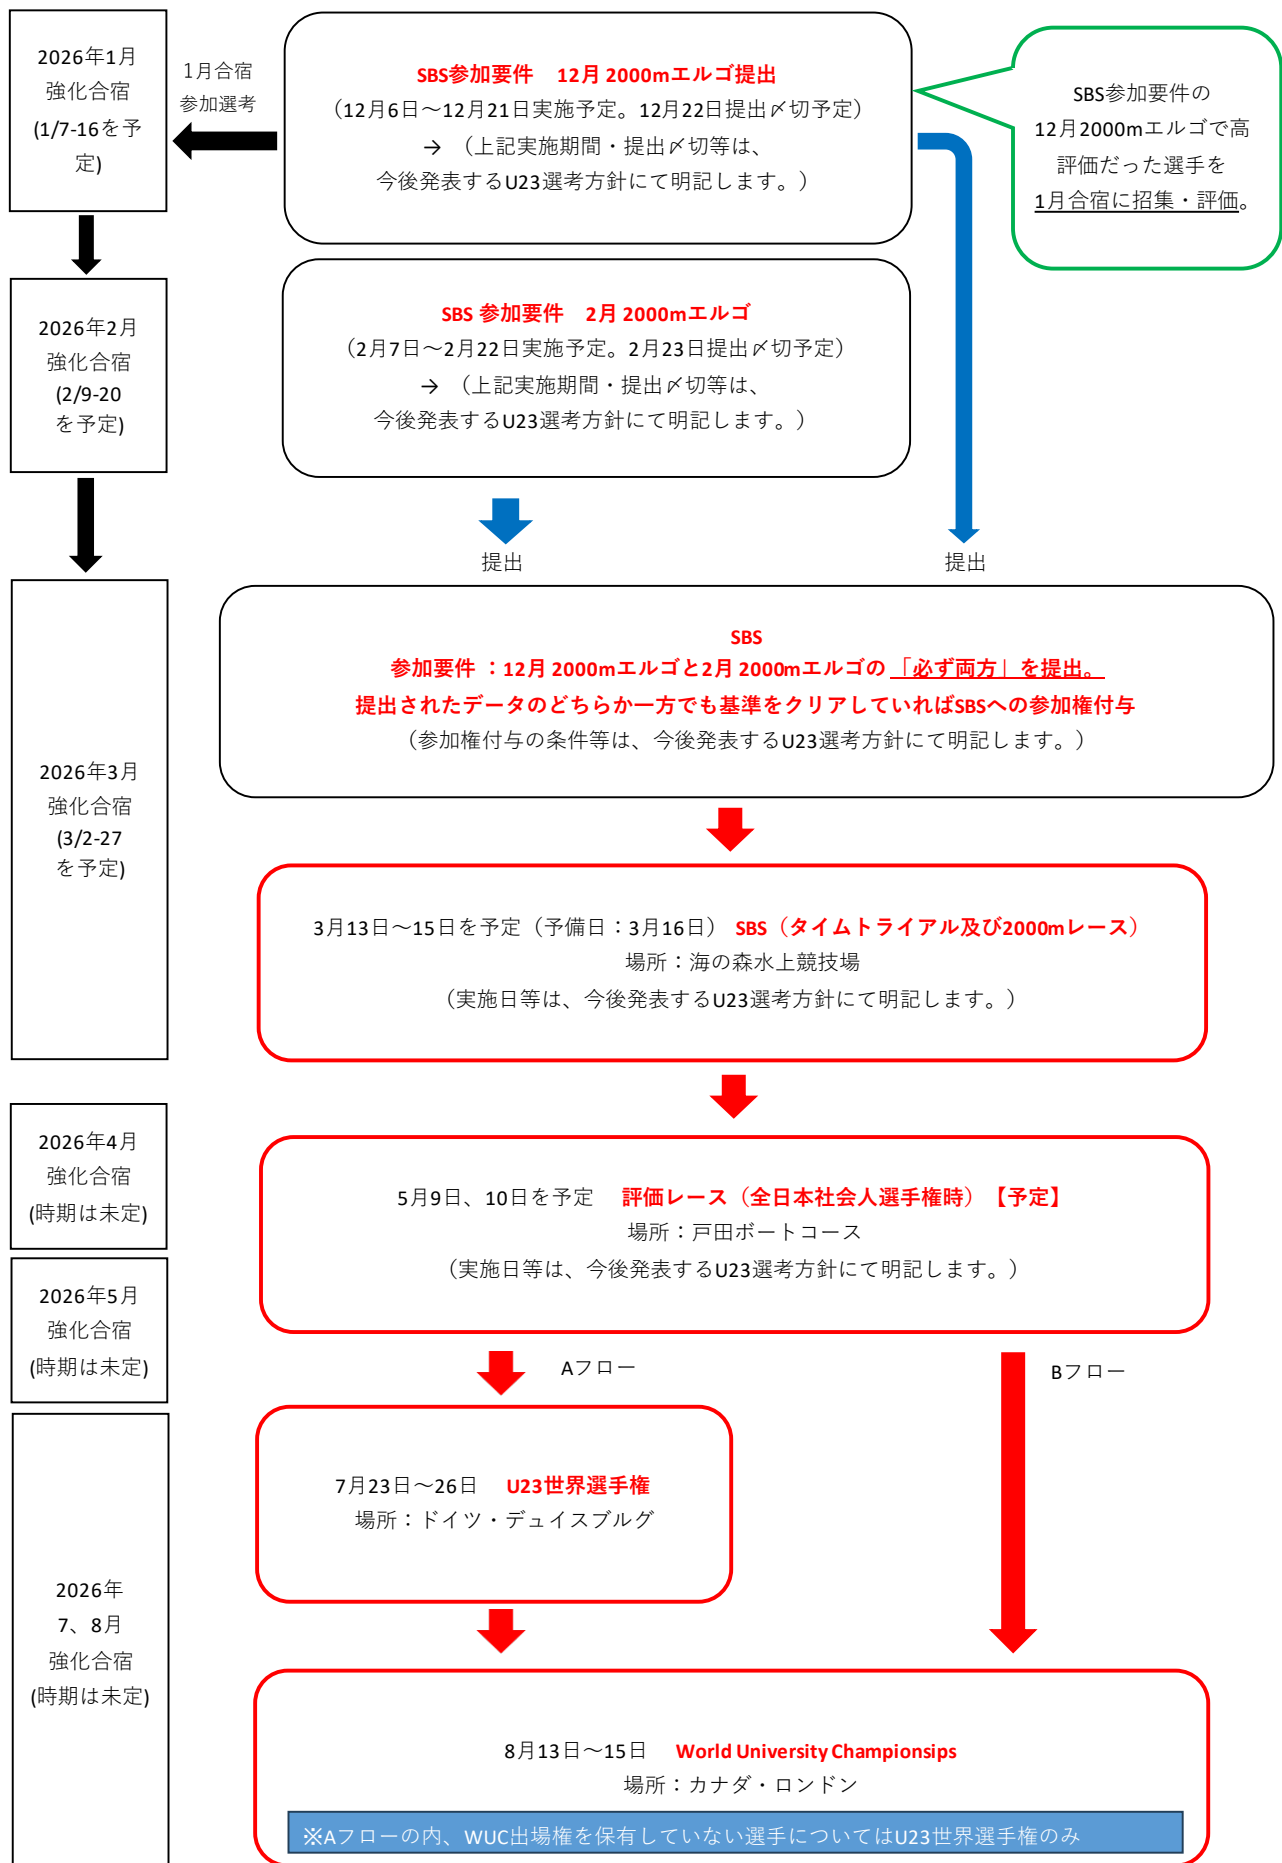 2026年1月
強化合宿
(1/7-16を予
定)
1月合宿
参加選考
SBS参加要件　12月 2000mエルゴ提出
（12月6日～12月21日実施予定。12月22日提出〆切予定）
→ （上記実施期間・提出〆切等は、
今後発表するU23選考方針にて明記します。）
SBS参加要件の
12月2000mエルゴで高
評価だった選手を
1月合宿に招集・評価。
2026年2月
強化合宿
(2/9-20
を予定)
SBS 参加要件　2月 2000mエルゴ
（2月7日～2月22日実施予定。2月23日提出〆切予定）
→ （上記実施期間・提出〆切等は、
今後発表するU23選考方針にて明記します。）
提出
提出
2026年3月
強化合宿
(3/2-27
を予定)
SBS
参加要件 ：12月 2000mエルゴと2月 2000mエルゴの「必ず両方」を提出。
提出されたデータのどちらか一方でも基準をクリアしていればSBSへの参加権付与
（参加権付与の条件等は、今後発表するU23選考方針にて明記します。）
3月13日～15日を予定（予備日：3月16日） SBS（タイムトライアル及び2000mレース）
場所：海の森水上競技場
（実施日等は、今後発表するU23選考方針にて明記します。）
2026年4月
強化合宿
(時期は未定)
5月9日、10日を予定　評価レース（全日本社会人選手権時）【予定】
場所：戸田ボートコース
（実施日等は、今後発表するU23選考方針にて明記します。）
2026年5月
強化合宿
(時期は未定)
Aフロー
Bフロー
7月23日～26日　U23世界選手権
場所：ドイツ・デュイスブルグ
2026年
7、8月
強化合宿
(時期は未定)
8月13日～15日　World University Championsips
場所：カナダ・ロンドン
※Aフローの内、WUC出場権を保有していない選手についてはU23世界選手権のみ